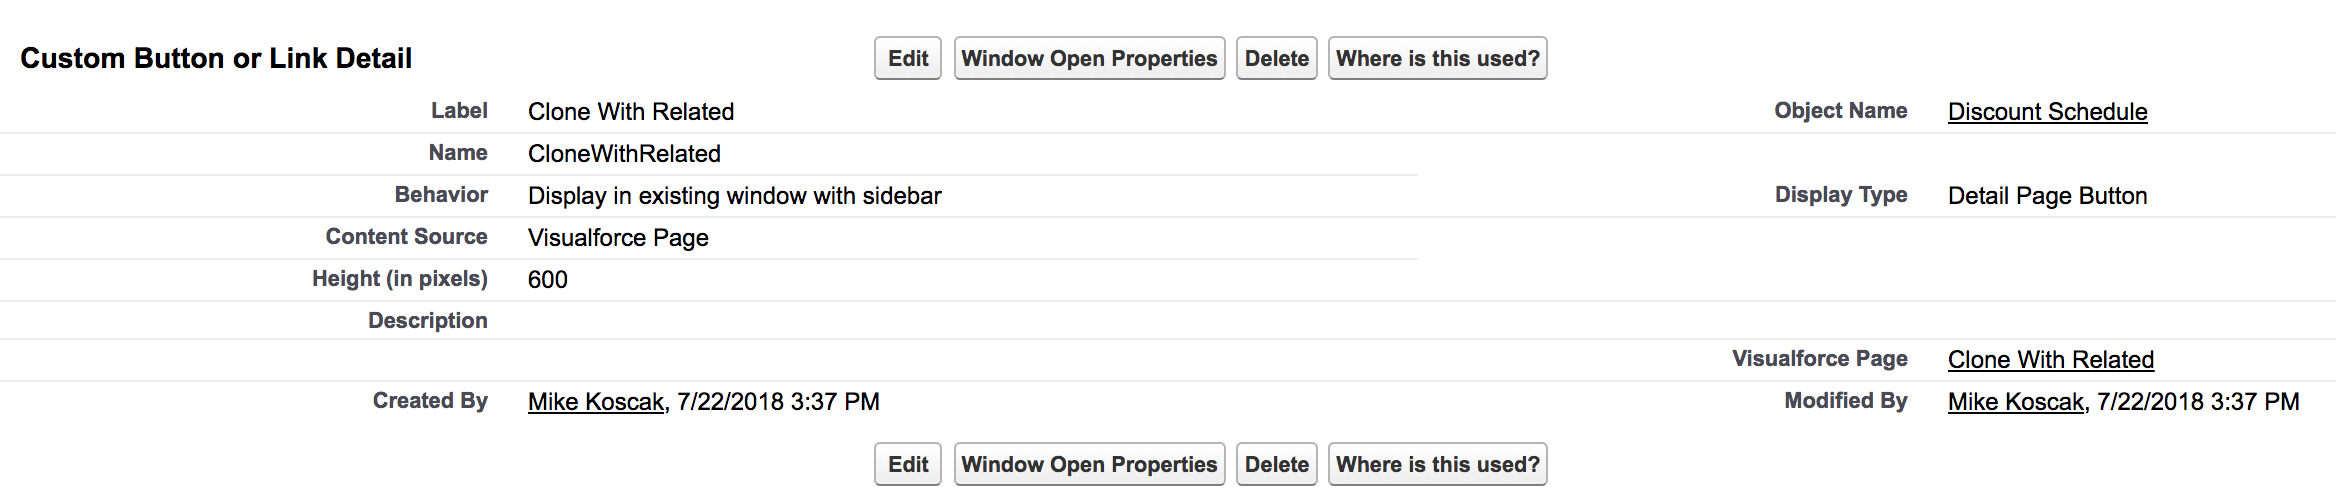 Custom Button or Link Detail Edit Window Open Properties Delete Where is this used?
Label Clone With Related Object Name Discount Schedule
Name CloneWithRelated
Behavior Display in existing window with sidebar Display Type Detail Page Button
Content Source Visualforce Page
Height (in pixels) 600
Description
Visualforce Page Clone With Related
Created By Mike Koscak, 7/22/2018 3:37 PM Modified By Mike Koscak, 7/22/2018 3:37 PM
Edit Window Open Properties Delete Where is this used?